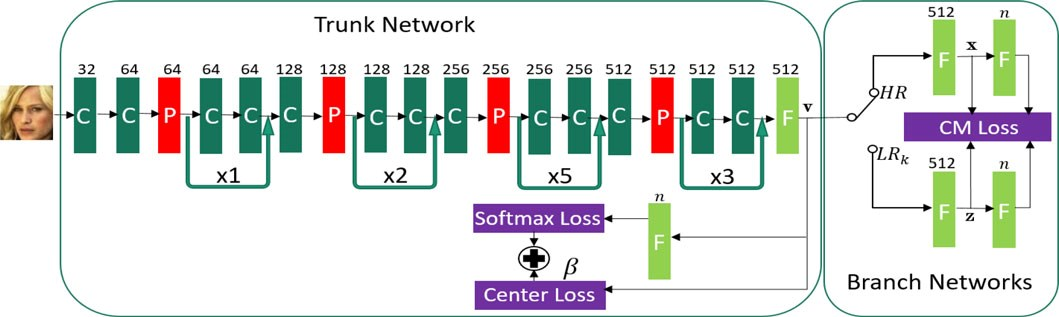 Trunk Network
32 64 64 64 64 128 128 128 128 256 256 256 256 512 512 512 512 512
C C P C C C P C C C P C C C P C C F
v
x1 x2 x5 x3
n
Softmax Loss
F
β
Center Loss
512 n
F x F
HR
CM Loss
LRk
512 n
F z F
Branch Networks